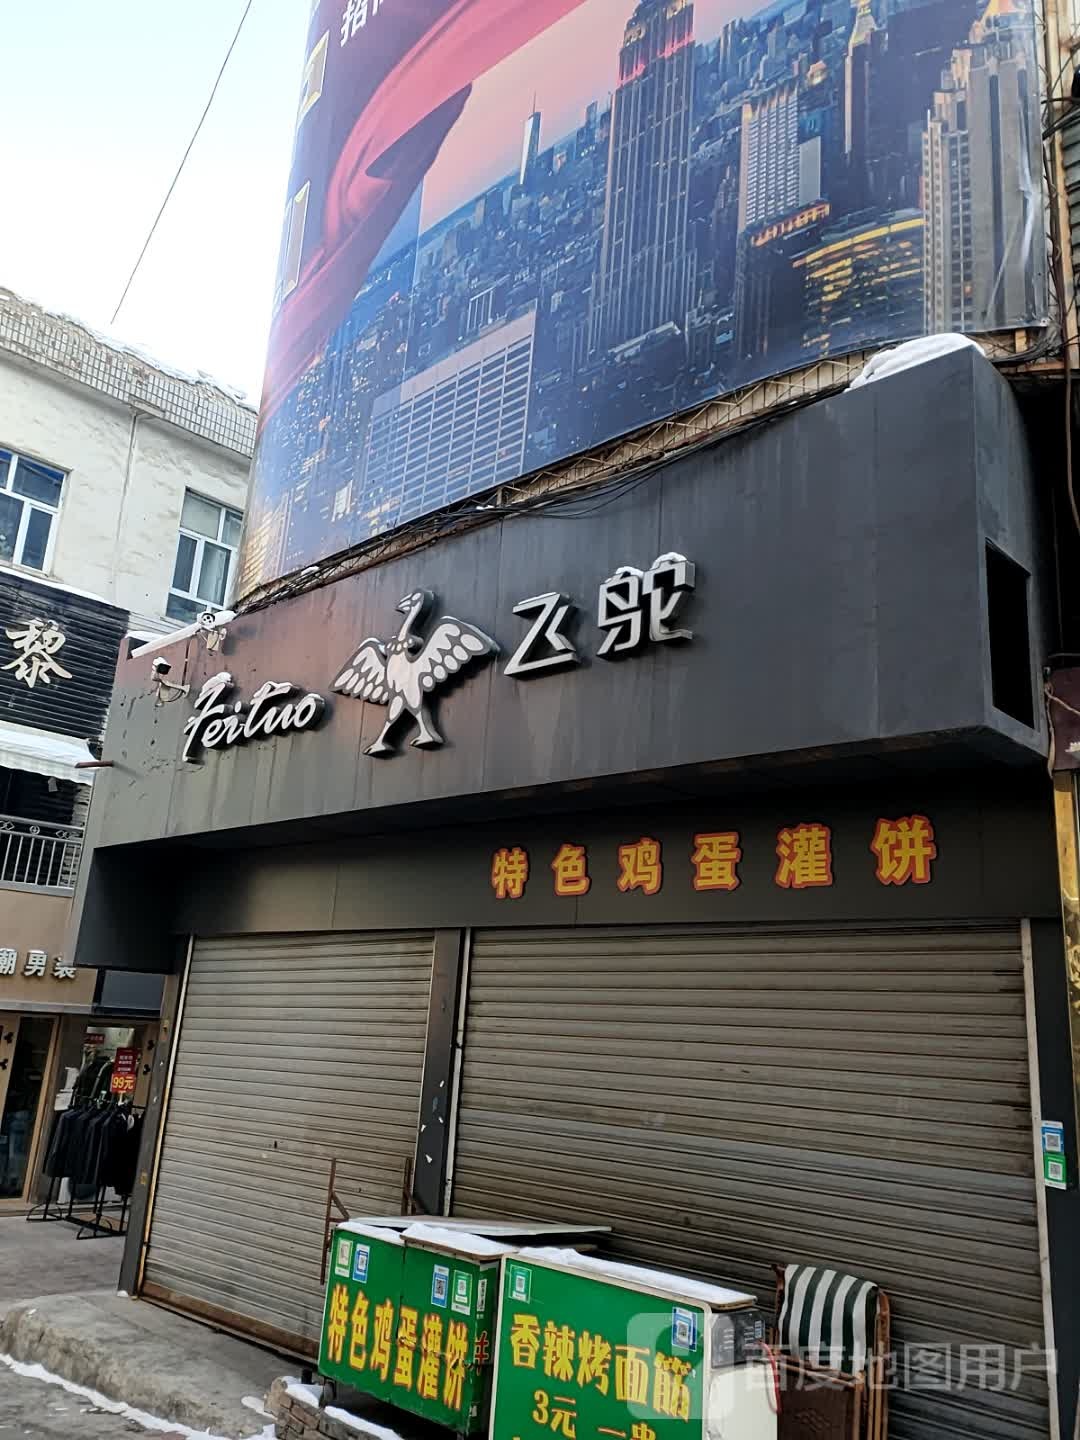 招
黎
Feituo 飞鸵
特色鸡蛋灌饼
潮男装
99元
特色鸡蛋灌饼
香辣烤面筋
3元 一串
百度地图用户